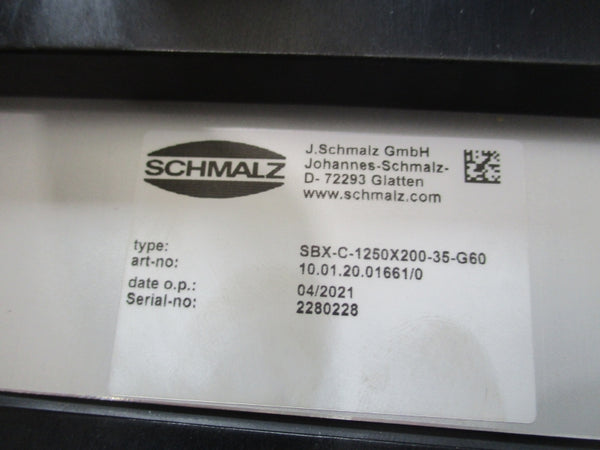 SCHMALZ
J.Schmalz GmbH
Johannes-Schmalz-
D- 72293 Glatten
www.schmalz.com
type: SBX-C-1250X200-35-G60
art-no: 10.01.20.01661/0
date o.p.: 04/2021
Serial-no: 2280228